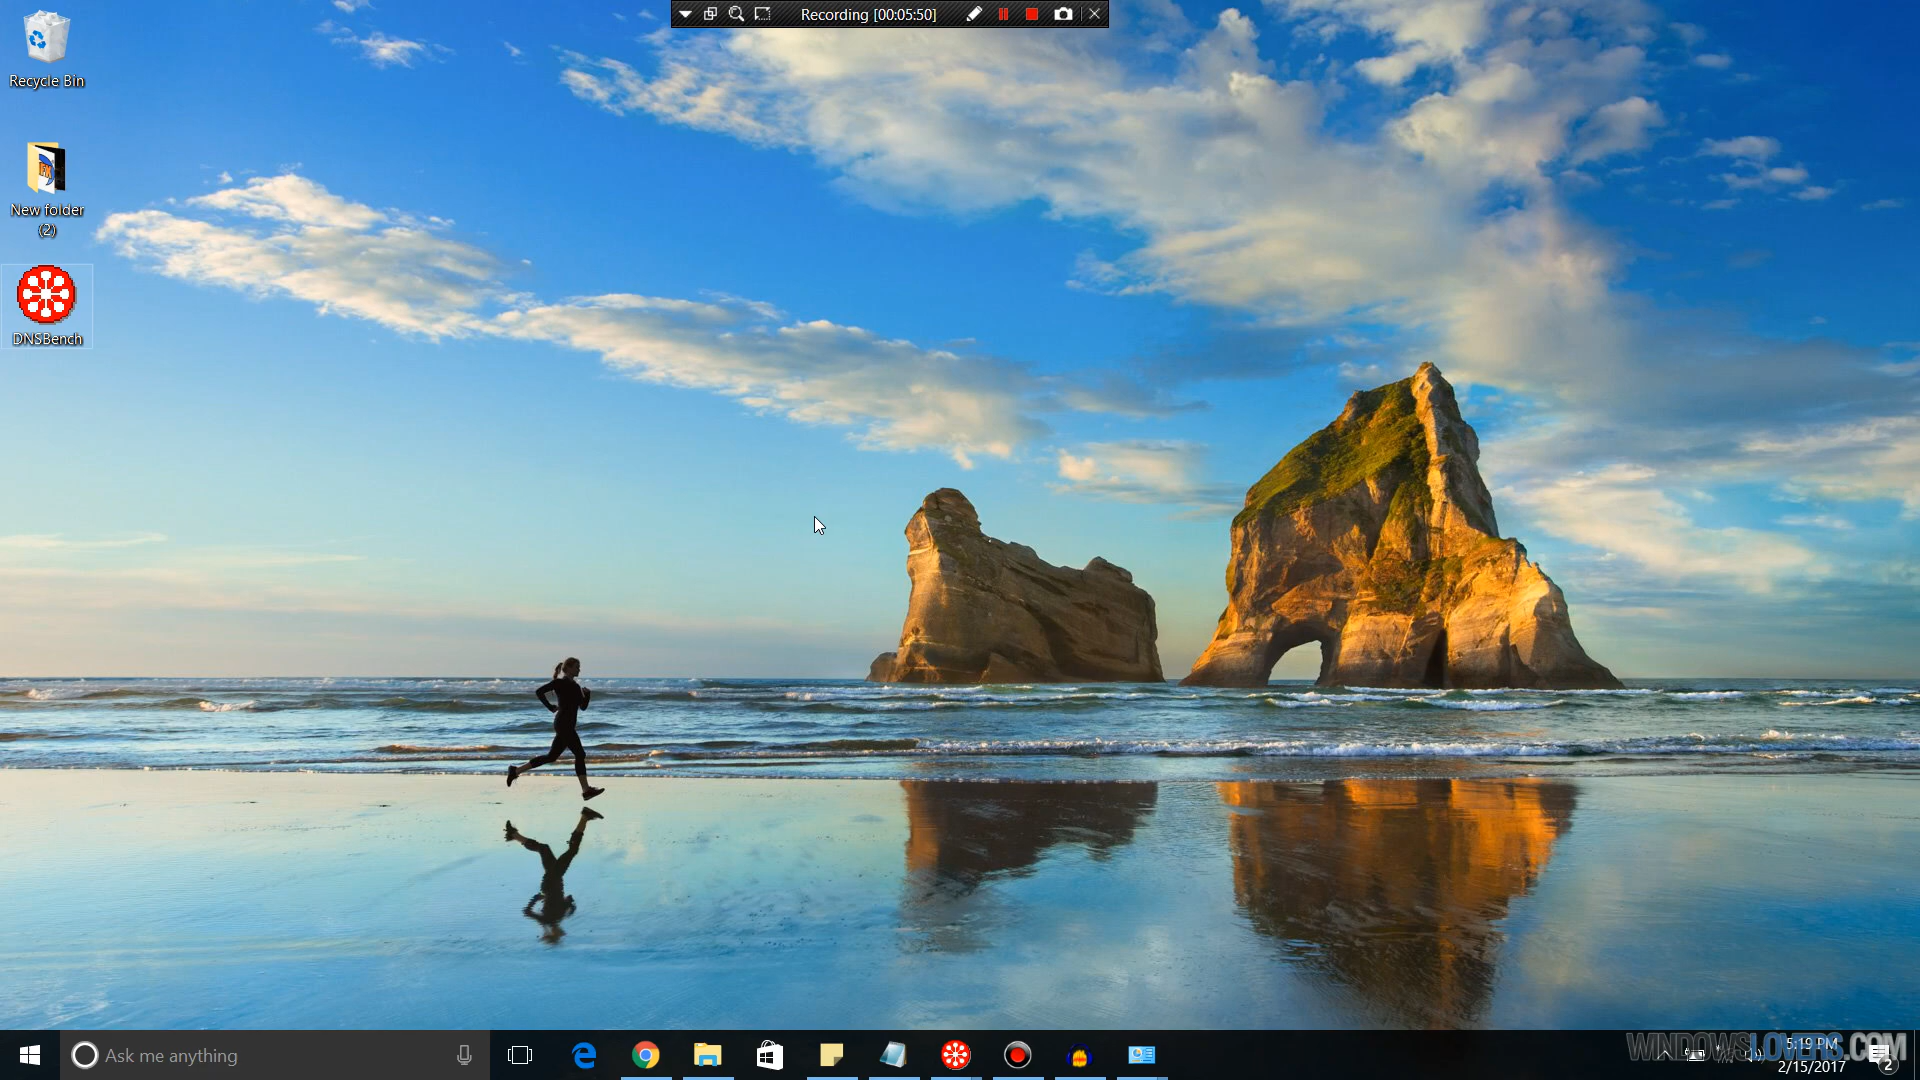 Recording [00:05:50]
Recycle Bin
New folder
(2)
DNSBench
Ask me anything
WINDOWSLOVERS.COM
5:19 PM
2/15/2017
2